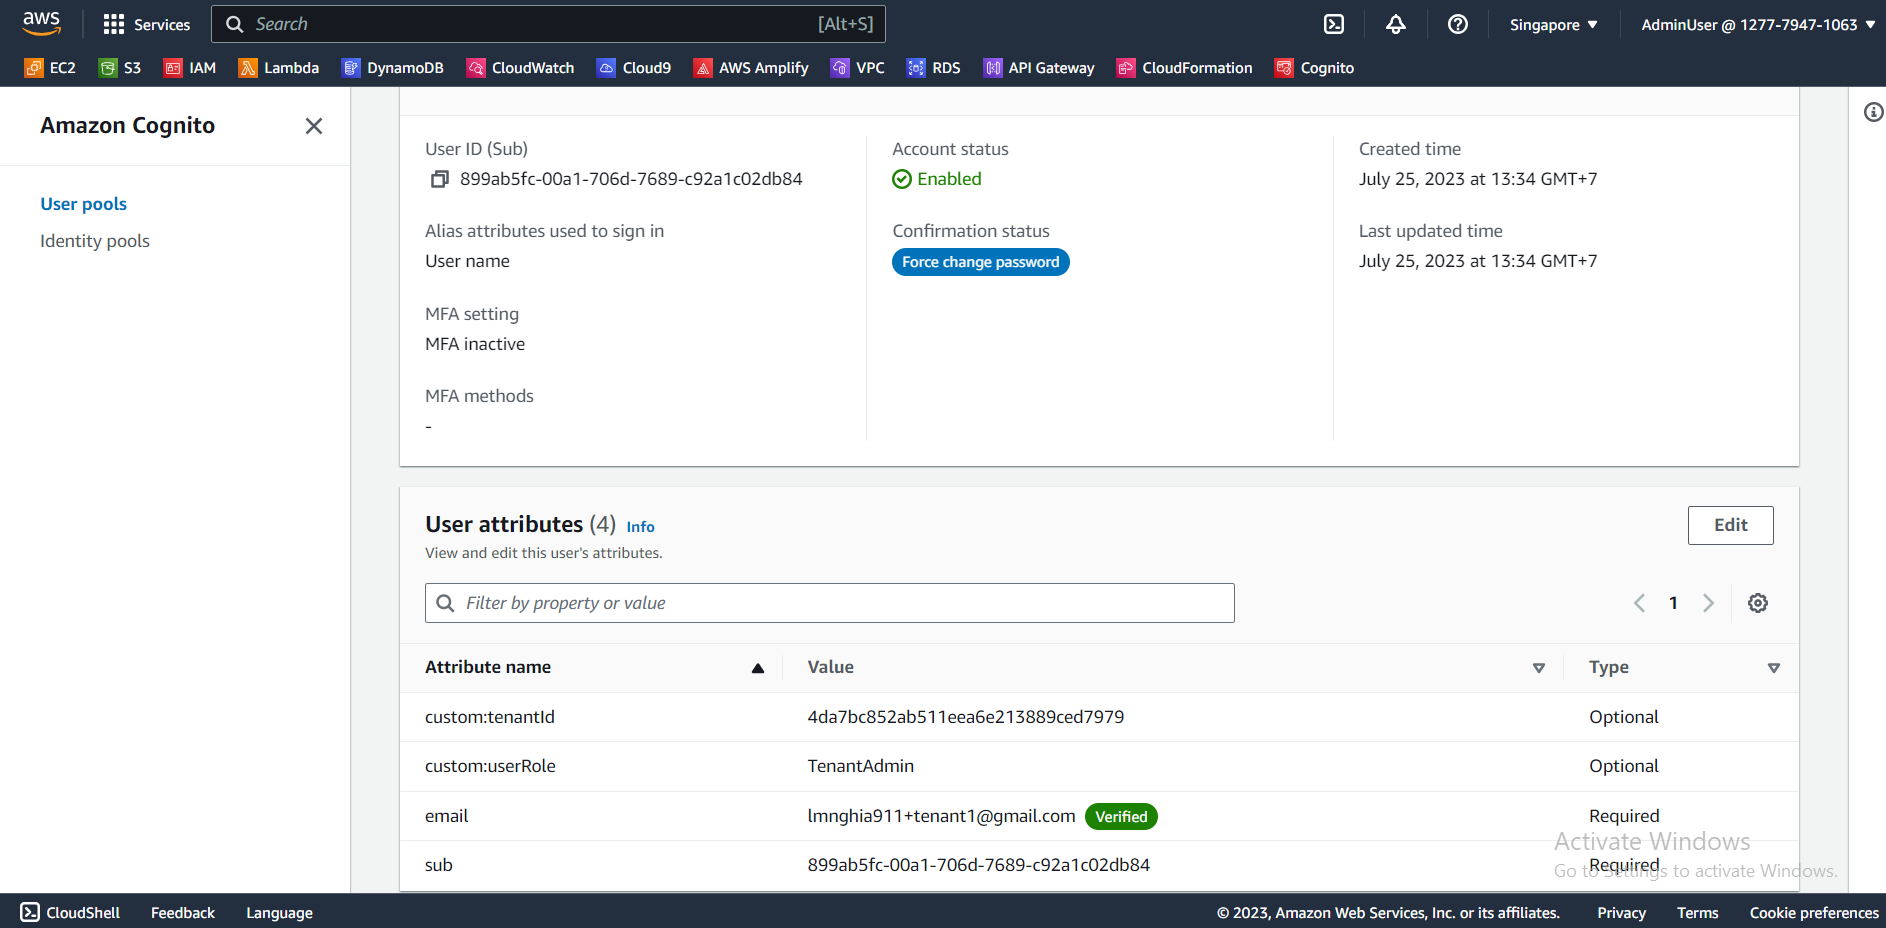 aws
Services
Search [Alt+S]
Singapore ▼
AdminUser @ 1277-7947-1063 ▼
EC2 S3 IAM Lambda DynamoDB CloudWatch Cloud9 AWS Amplify VPC RDS API Gateway CloudFormation Cognito
Amazon Cognito
User pools
Identity pools
User ID (Sub)
899ab5fc-00a1-706d-7689-c92a1c02db84
Alias attributes used to sign in
User name
MFA setting
MFA inactive
MFA methods
-
Account status
Enabled
Confirmation status
Force change password
Created time
July 25, 2023 at 13:34 GMT+7
Last updated time
July 25, 2023 at 13:34 GMT+7
User attributes (4) Info
View and edit this user's attributes.
Edit
Filter by property or value
1
Attribute name Value Type
custom:tenantId 4da7bc852ab511eea6e213889ced7979 Optional
custom:userRole TenantAdmin Optional
email lmnghia911+tenant1@gmail.com Verified Required
sub 899ab5fc-00a1-706d-7689-c92a1c02db84 Required
Activate Windows
Go to Settings to activate Windows.
CloudShell Feedback Language © 2023, Amazon Web Services, Inc. or its affiliates. Privacy Terms Cookie preferences